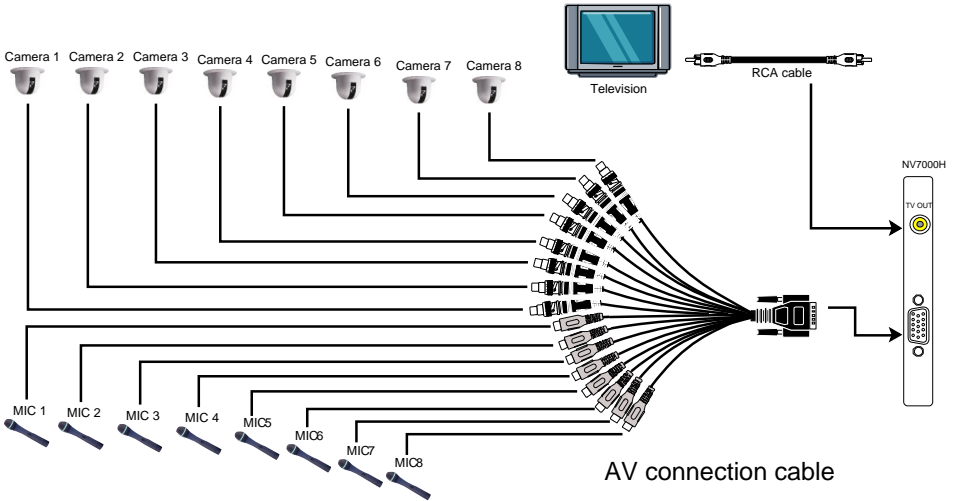 Camera 1
Camera 2
Camera 3
Camera 4
Camera 5
Camera 6
Camera 7
Camera 8
Television
RCA cable
NV7000H
TV OUT
MIC 1
MIC 2
MIC 3
MIC 4
MIC5
MIC6
MIC7
MIC8
AV connection cable